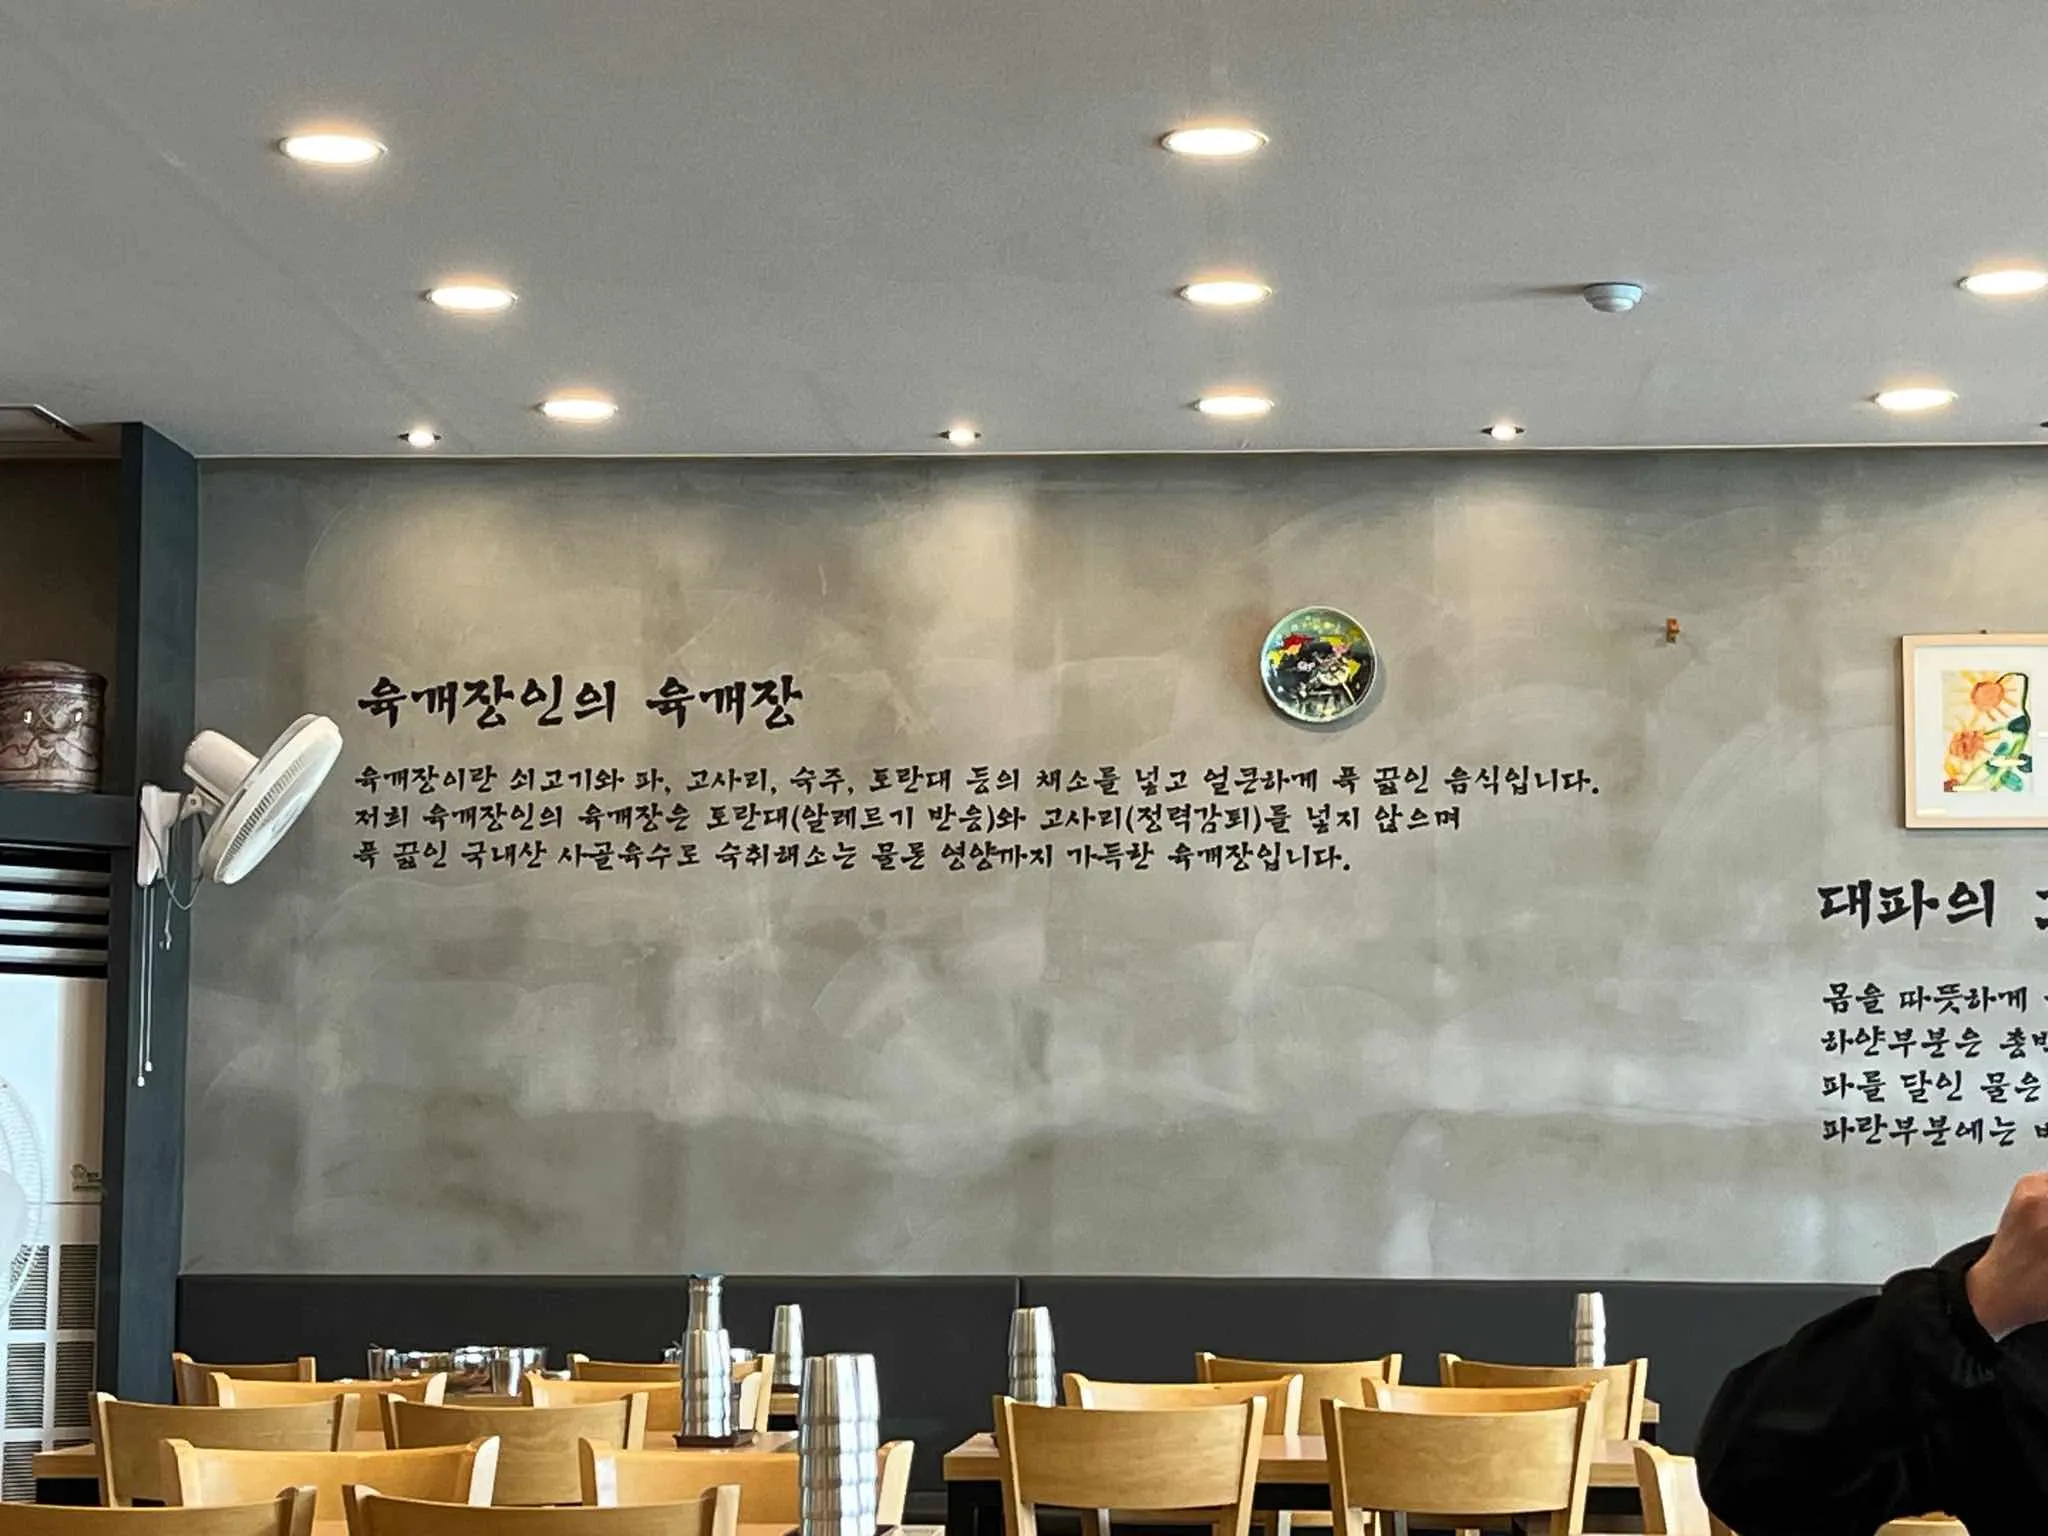 육개장인의 육개장
육개장이란 쇠고기와 파, 고사리, 숙주, 토란대 등의 채소를 넣고 얼큰하게 푹 끓인 음식입니다.
저희 육개장인의 육개장은 토란대(알레르기 반응)와 고사리(정력감퇴)를 넣지 않으며
푹 끓인 국내산 사골육수로 숙취해소는 물론 영양까지 가득한 육개장입니다.
대파의
몸을 따뜻하게
하얀부분은
파를 달인 물은
파란부분에는